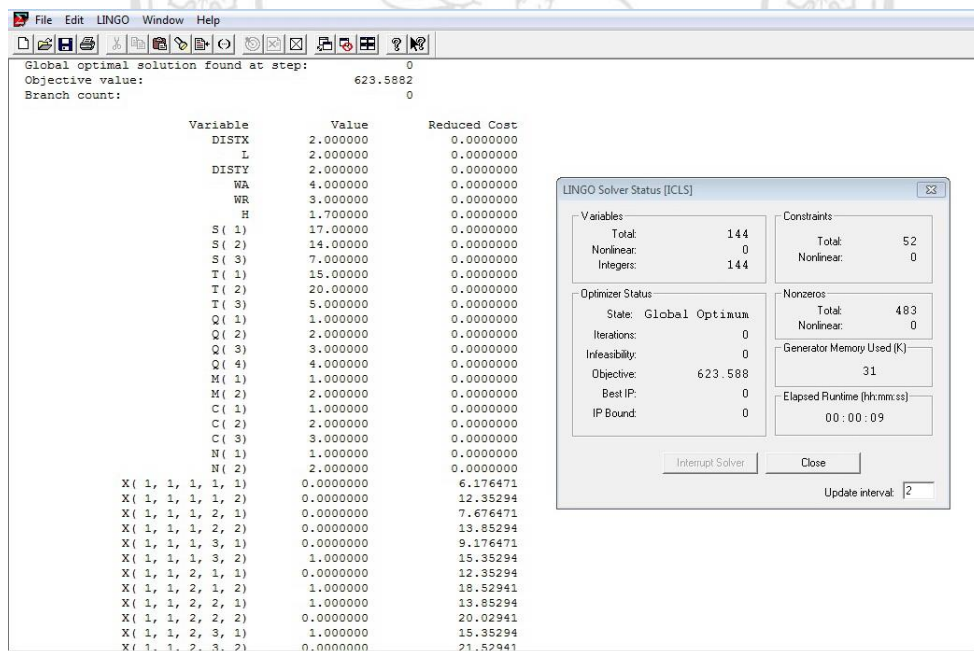 File Edit LINGO Window Help
Global optimal solution found at step: 0
Objective value: 623.5882
Branch count: 0
Variable Value Reduced Cost
DISTX 2.000000 0.0000000
L 2.000000 0.0000000
DISTY 2.000000 0.0000000
WA 4.000000 0.0000000
WR 3.000000 0.0000000
H 1.700000 0.0000000
S( 1) 17.00000 0.0000000
S( 2) 14.00000 0.0000000
S( 3) 7.000000 0.0000000
T( 1) 15.00000 0.0000000
T( 2) 20.00000 0.0000000
T( 3) 5.000000 0.0000000
Q( 1) 1.000000 0.0000000
Q( 2) 2.000000 0.0000000
Q( 3) 3.000000 0.0000000
Q( 4) 4.000000 0.0000000
M( 1) 1.000000 0.0000000
M( 2) 2.000000 0.0000000
C( 1) 1.000000 0.0000000
C( 2) 2.000000 0.0000000
C( 3) 3.000000 0.0000000
N( 1) 1.000000 0.0000000
N( 2) 2.000000 0.0000000
X( 1, 1, 1, 1, 1) 0.0000000 6.176471
X( 1, 1, 1, 1, 2) 0.0000000 12.35294
X( 1, 1, 1, 2, 1) 0.0000000 7.676471
X( 1, 1, 1, 2, 2) 0.0000000 13.85294
X( 1, 1, 1, 3, 1) 0.0000000 9.176471
X( 1, 1, 1, 3, 2) 1.000000 15.35294
X( 1, 1, 2, 1, 1) 0.0000000 12.35294
X( 1, 1, 2, 1, 2) 1.000000 18.52941
X( 1, 1, 2, 2, 1) 1.000000 13.85294
X( 1, 1, 2, 2, 2) 0.0000000 20.02941
X( 1, 1, 2, 3, 1) 1.000000 15.35294
X( 1, 1, 2, 3, 2) 0.0000000 21.52941
LINGO Solver Status [ICLS]
Variables
Total: 144
Nonlinear: 0
Integers: 144
Constraints
Total: 52
Nonlinear: 0
Optimizer Status
State: Global Optimum
Iterations: 0
Infeasibility: 0
Objective: 623.588
Best IP: 0
IP Bound: 0
Nonzeros
Total: 483
Nonlinear: 0
Generator Memory Used (K)
31
Elapsed Runtime (hh:mm:ss)
00:00:09
Interrupt Solver
Close
Update interval: 2